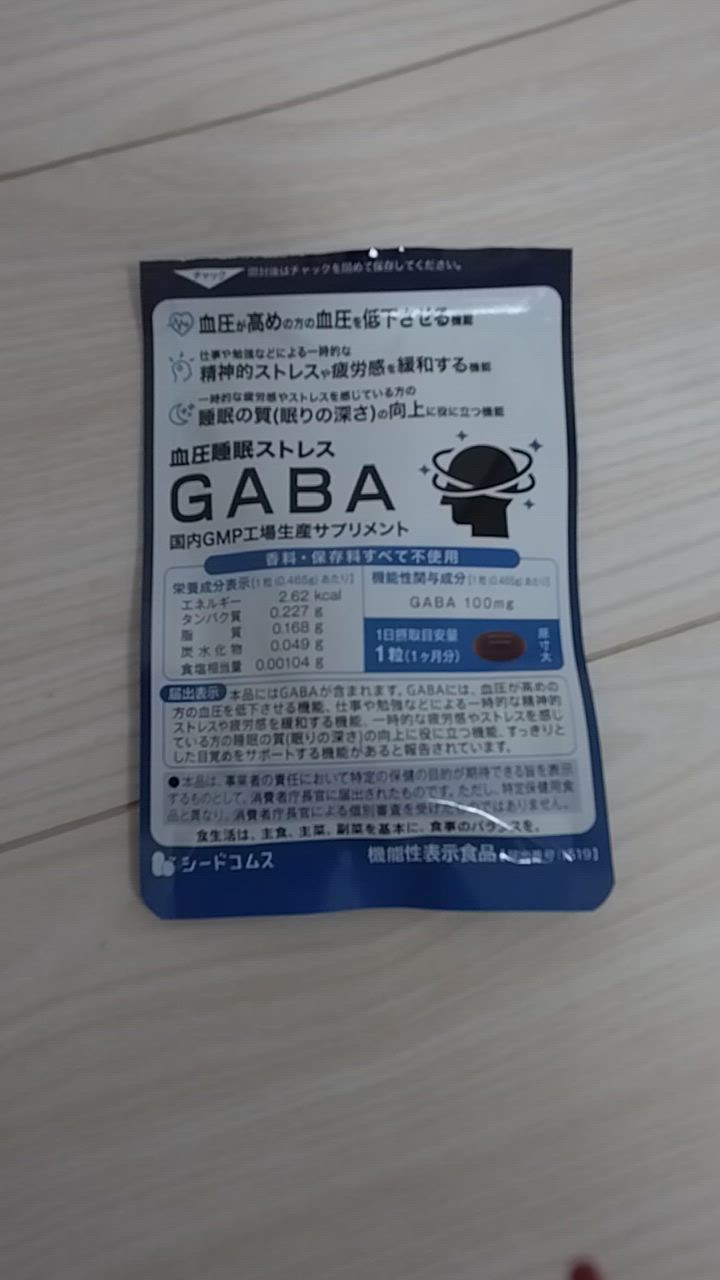 チャック
開封後はチャックを閉めて保存してください。
血圧が高めの方の血圧を低下させる機能
仕事や勉強などによる一時的な
精神的ストレスや疲労感を緩和する機能
一時的な疲労感やストレスを感じている方の
睡眠の質(眠りの深さ)の向上に役に立つ機能
血圧睡眠ストレス
GABA
国内GMP工場生産サプリメント
香料・保存料すべて不使用
栄養成分表示[1粒(0.465g)あたり]
エネルギー 2.62 kcal
タンパク質 0.227 g
脂質 0.168 g
炭水化物 0.049 g
食塩相当量 0.00104 g
機能性関与成分[1粒(0.465g)あたり]
GABA 100mg
1日摂取目安量
1粒(1ヶ月分)
原寸大
届出表示 本品にはGABAが含まれます。GABAには、血圧が高めの
方の血圧を低下させる機能、仕事や勉強などによる一時的な精神的
ストレスや疲労感を緩和する機能、一時的な疲労感やストレスを感じ
ている方の睡眠の質(眠りの深さ)の向上に役に立つ機能、すっきりと
した目覚めをサポートする機能があると報告されています。
●本品は、事業者の責任において特定の保健の目的が期待できる旨を表示
するものとして、消費者庁長官に届出されたものです。ただし、特定保健用食
品と異なり、消費者庁長官による個別審査を受けたものではありません。
食生活は、主食、主菜、副菜を基本に、食事のバランスを。
シードコムス
機能性表示食品